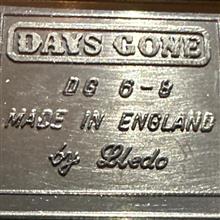 DAYS GONE
DG 6-8
MADE IN ENGLAND
by Lledo